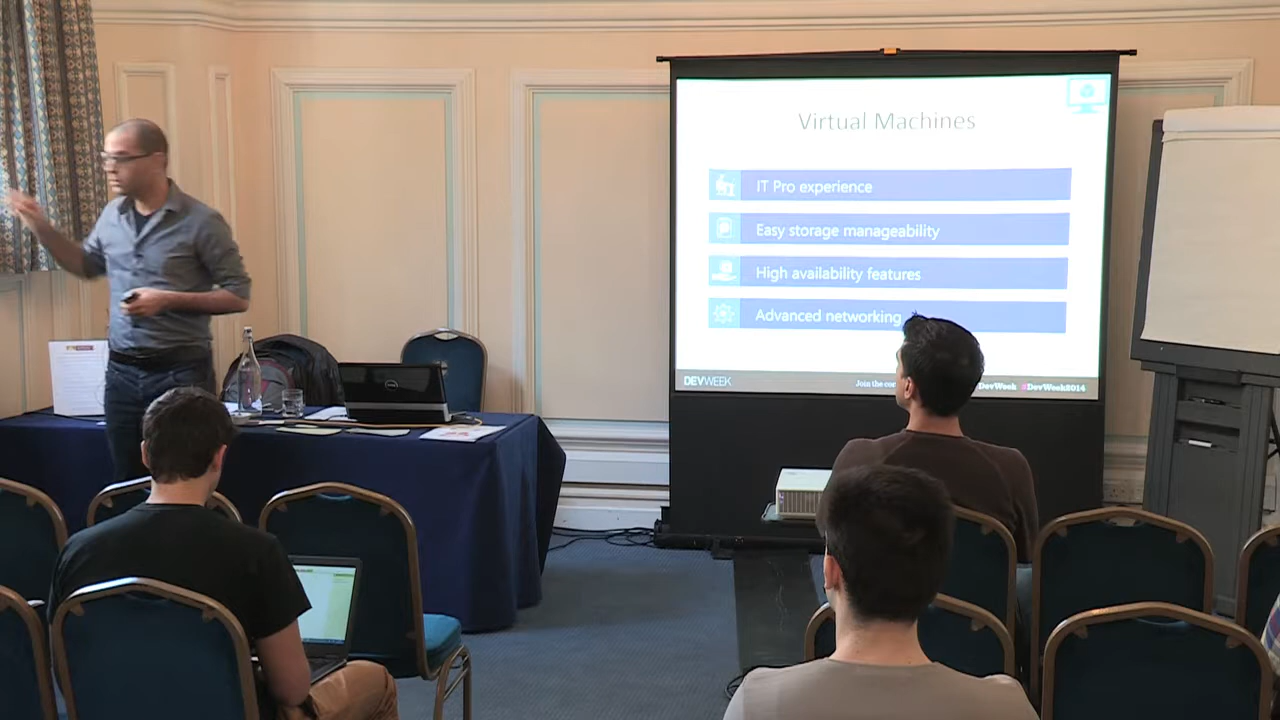 Virtual Machines
IT Pro experience
Easy storage manageability
High availability features
Advanced networking
DEVWEEK
Join the con
DevWeek #DevWeek2014
DELL